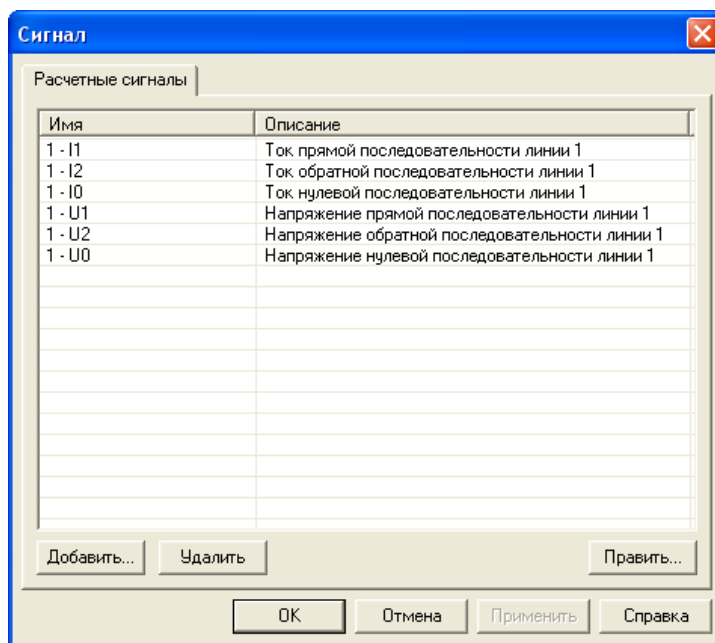 Сигнал
Расчетные сигналы
Имя Описание
1 - I1 Ток прямой последовательности линии 1
1 - I2 Ток обратной последовательности линии 1
1 - I0 Ток нулевой последовательности линии 1
1 - U1 Напряжение прямой последовательности линии 1
1 - U2 Напряжение обратной последовательности линии 1
1 - U0 Напряжение нулевой последовательности линии 1
Добавить... Удалить Править...
OK Отмена Применить Справка